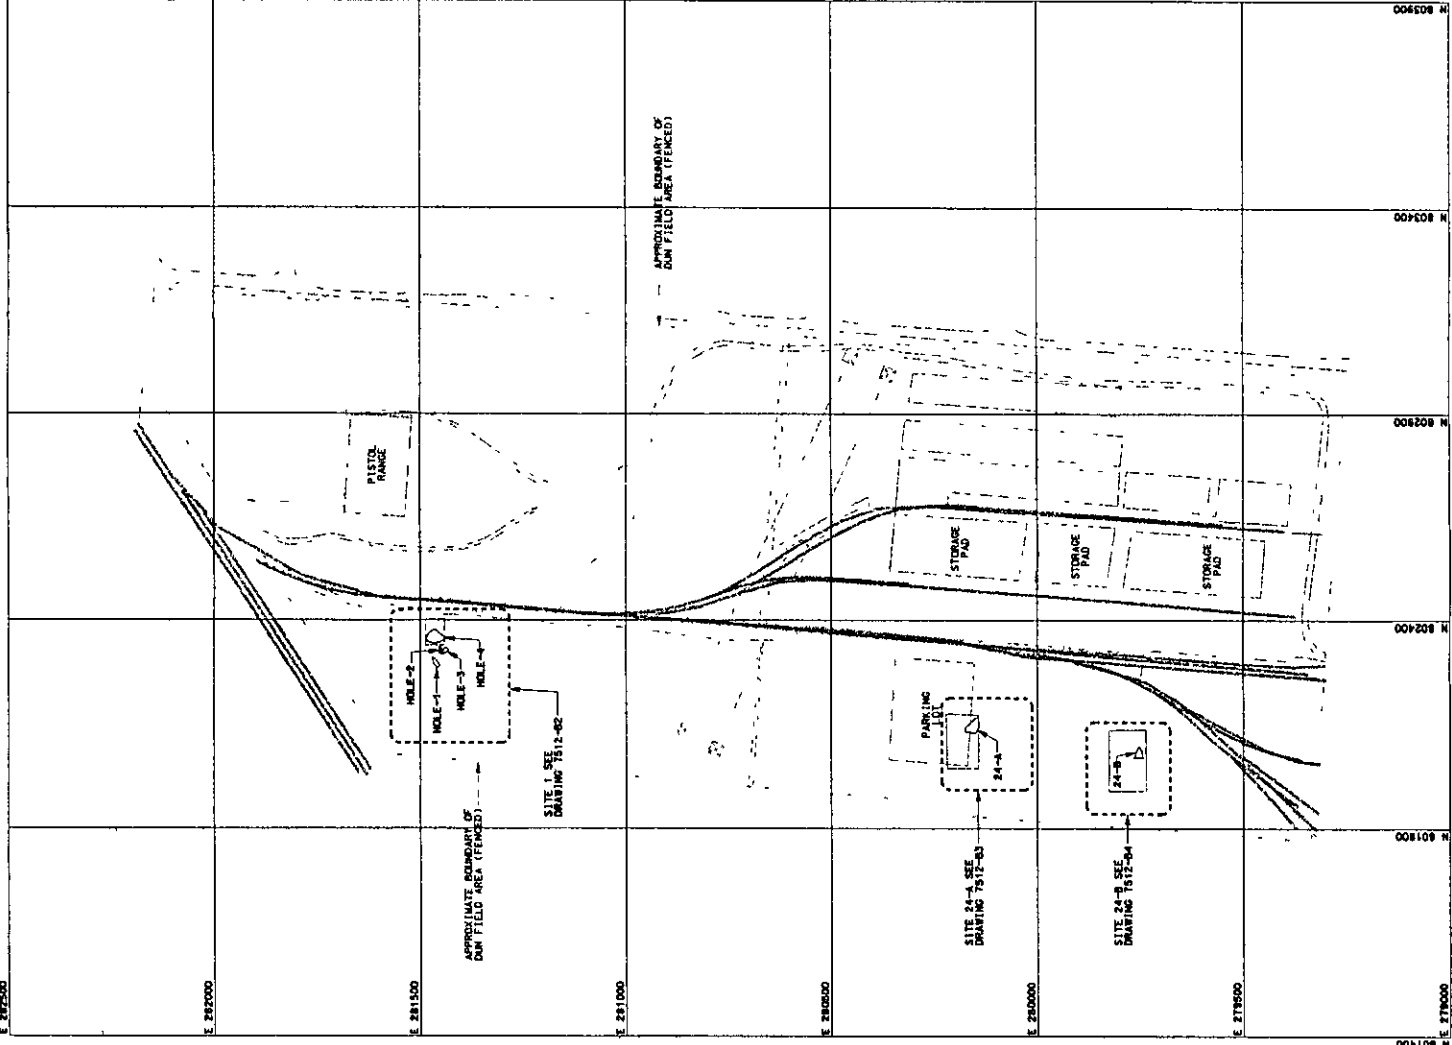 N 803900
N 803400
N 802900
N 802400
N 801900
N 801400
APPROXIMATE BOUNDARY OF
DUN FIELD AREA (FENCED)
PISTOL
RANGE
STORAGE
PAD
STORAGE
PAD
STORAGE
PAD
HOLE-2
HOLE-1
HOLE-3
HOLE-4
PARKING
LOT
24-A
24-B
SITE 1 SEE
DRAWING 7512-B2
APPROXIMATE BOUNDARY OF
DUN FIELD AREA (FENCED)
SITE 24-A SEE
DRAWING 7512-B3
SITE 24-B SEE
DRAWING 7512-B4
E 282500
E 282000
E 281500
E 281000
E 280500
E 280000
E 279500
E 279000